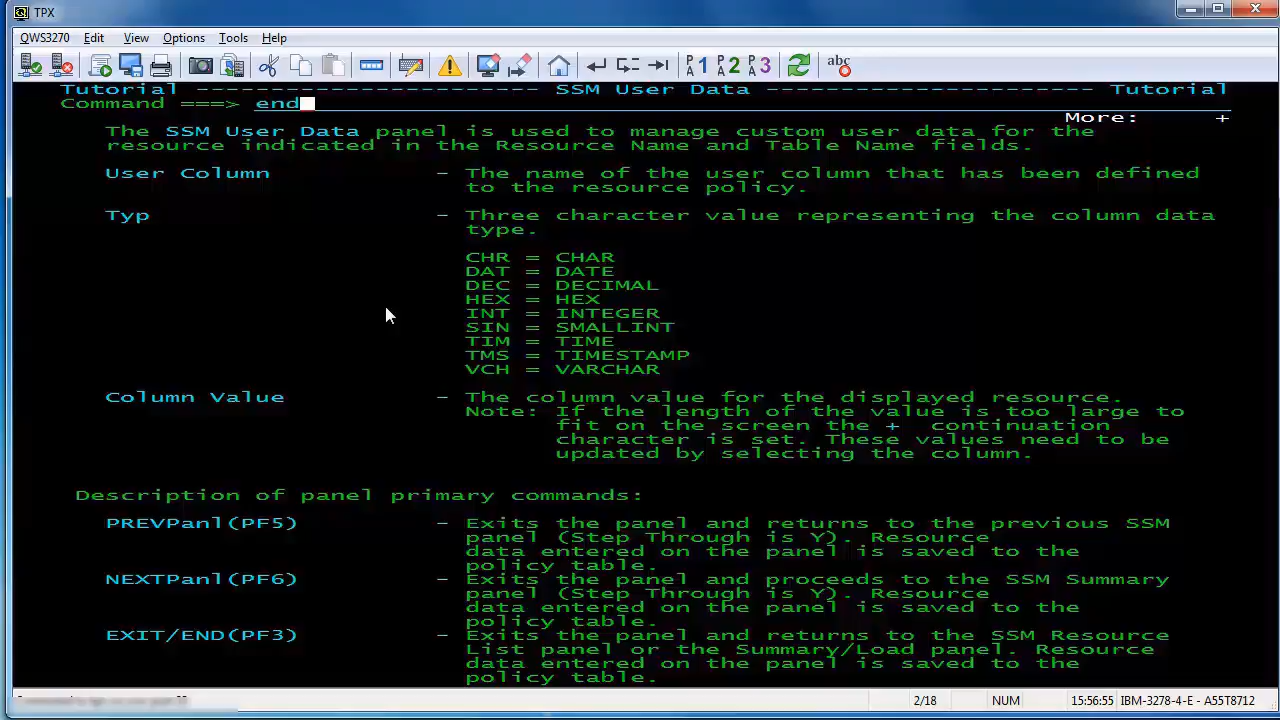 TPX
QWS3270 Edit View Options Tools Help
PA1 PA2 PA3 abc
Tutorial ----------------------- SSM User Data ------------------------ Tutorial
Command ===> end
More: +
The SSM User Data panel is used to manage custom user data for the
resource indicated in the Resource Name and Table Name fields.
User Column - The name of the user column that has been defined
to the resource policy.
Typ - Three character value representing the column data
type.
CHR = CHAR
DAT = DATE
DEC = DECIMAL
HEX = HEX
INT = INTEGER
SIN = SMALLINT
TIM = TIME
TMS = TIMESTAMP
VCH = VARCHAR
Column Value - The column value for the displayed resource.
Note: If the length of the value is too large to
fit on the screen the + continuation
character is set. These values need to be
updated by selecting the column.
Description of panel primary commands:
PREVPanl(PF5) - Exits the panel and returns to the previous SSM
panel (Step Through is Y). Resource
data entered on the panel is saved to the
policy table.
NEXTPanl(PF6) - Exits the panel and proceeds to the SSM Summary
panel (Step Through is Y). Resource
data entered on the panel is saved to the
policy table.
EXIT/END(PF3) - Exits the panel and returns to the SSM Resource
List panel or the Summary/Load panel. Resource
data entered on the panel is saved to the
policy table.
2/18 NUM 15:56:55 IBM-3278-4-E - A55T8712